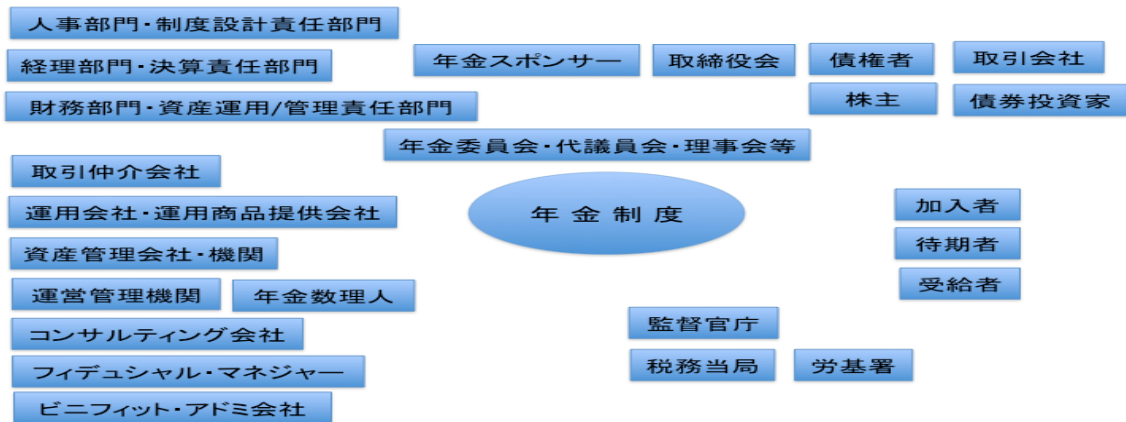 人事部門・制度設計責任部門
経理部門・決算責任部門
年金スポンサー
取締役会
債権者
取引会社
財務部門・資産運用/管理責任部門
株主
債券投資家
年金委員会・代議員会・理事会等
取引仲介会社
運用会社・運用商品提供会社
年金制度
加入者
資産管理会社・機関
待期者
運営管理機関
年金数理人
受給者
コンサルティング会社
監督官庁
フィデュシャル・マネジャー
税務当局
労基署
ビニフィット・アドミ会社